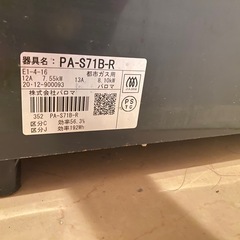 器具名: PA-S71B-R
E1-4-16 都市ガス用
12A 7.55kW 13A 8.10kW
20·12-900093 パロマ
株式会社パロマ
352 PA-S71B-R
区分C 効率56.3%
区分J 効率192Wh
PS
TG